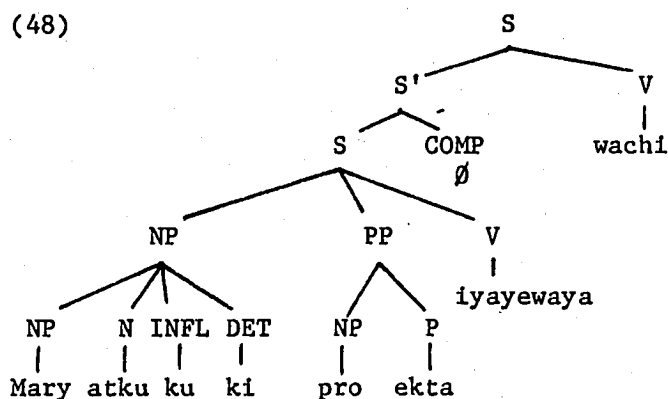 (48)
S
S' V
S COMP wachi
Ø
NP PP V
iyayewaya
NP N INFL DET NP P
Mary atku ku ki pro ekta